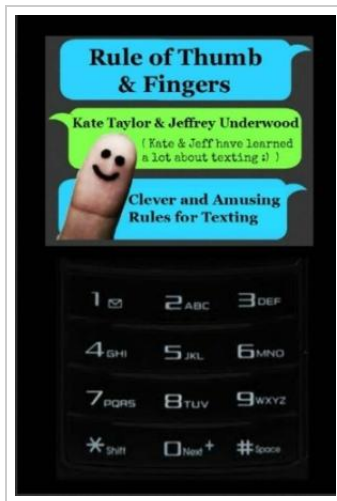 Rule of Thumb
& Fingers
Kate Taylor & Jeffrey Underwood
( Kate & Jeff have learned
a lot about texting :) )
Clever and Amusing
Rules for Texting
1
2 ABC
3 DEF
4 GHI
5 JKL
6 MNO
7 PQRS
8 TUV
9 WXYZ
* Shift
0 Next +
# Space